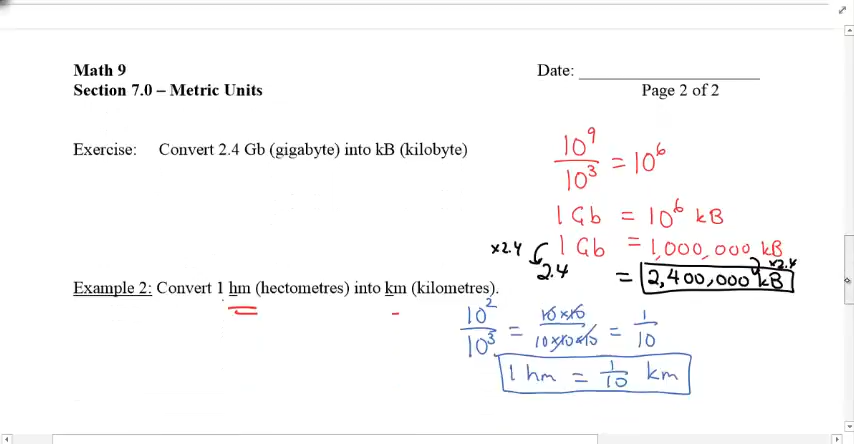 Math 9 Date: ____________________
Section 7.0 – Metric Units Page 2 of 2
Exercise: Convert 2.4 Gb (gigabyte) into kB (kilobyte)
10⁹/10³ = 10⁶
1 Gb = 10⁶ kB
1 Gb = 1,000,000 kB
×2.4 ×2.4
2.4 = 2,400,000 kB
Example 2: Convert 1 hm (hectometres) into km (kilometres).
10²/10³ = 10×10/10×10×10 = 1/10
1 hm = 1/10 km